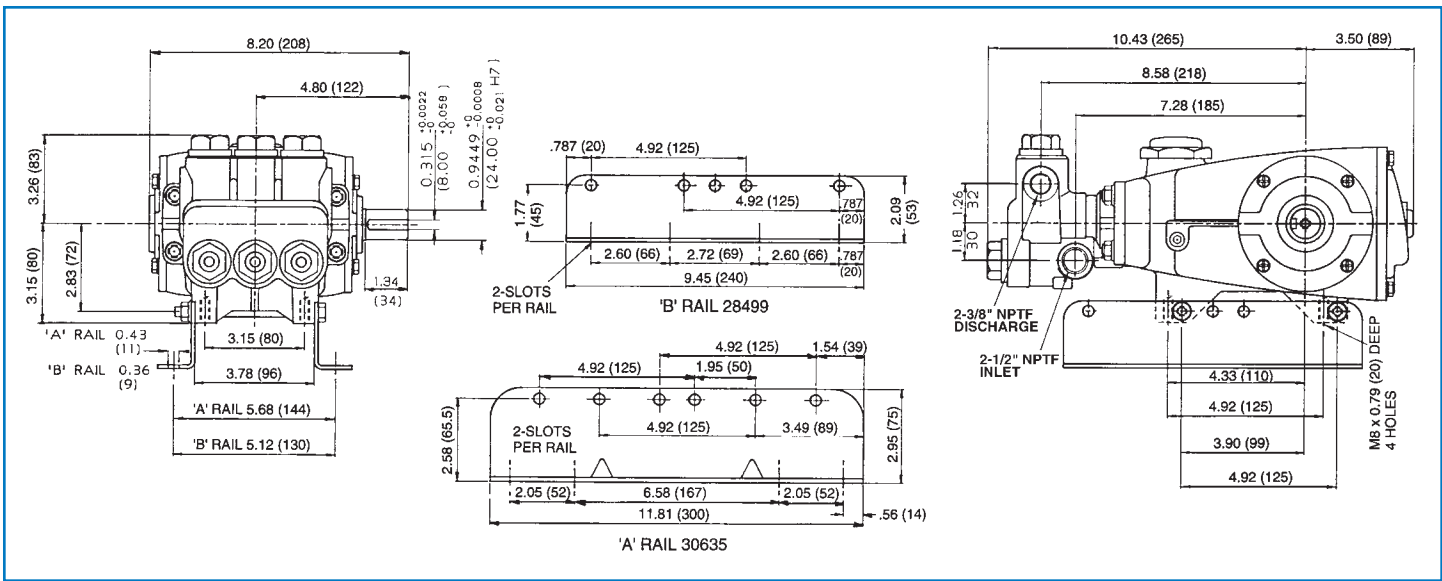 8.20 (208)
4.80 (122)
3.26 (83)
3.15 (80)
2.83 (72)
0.315 +0.0022 -0
(8.00 +0.058 -0 )
0.9449 +0 -0.0008
(24.00 +0 -0.021 H7 )
1.34
(34)
'A' RAIL 0.43
(11)
'B' RAIL 0.36
(9)
3.15 (80)
3.78 (96)
'A' RAIL 5.68 (144)
'B' RAIL 5.12 (130)
.787 (20)
4.92 (125)
1.77
(45)
4.92 (125)
.787
(20)
2.09
(53)
2.60 (66)
2.72 (69)
2.60 (66)
.787
(20)
9.45 (240)
2-SLOTS
PER RAIL
'B' RAIL 28499
4.92 (125)
1.54 (39)
4.92 (125)
1.95 (50)
2.58 (65.5)
2-SLOTS
PER RAIL
4.92 (125)
3.49 (89)
2.95 (75)
2.05 (52)
6.58 (167)
2.05 (52)
.56 (14)
11.81 (300)
'A' RAIL 30635
10.43 (265)
3.50 (89)
8.58 (218)
7.28 (185)
1.26
32
1.18
30
2-3/8" NPTF
DISCHARGE
2-1/2" NPTF
INLET
4.33 (110)
4.92 (125)
3.90 (99)
4.92 (125)
M8 x 0.79 (20) DEEP
4 HOLES